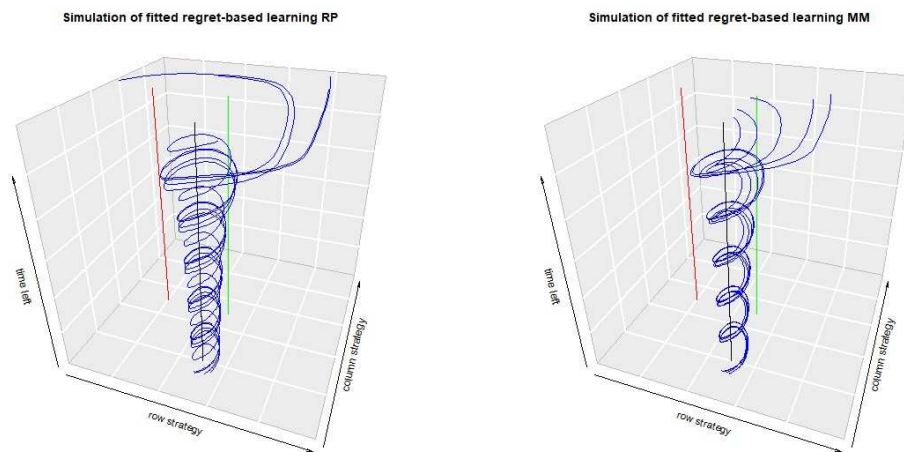 Simulation of fitted regret-based learning RP
time left
row strategy
column strategy
Simulation of fitted regret-based learning MM
time left
row strategy
column strategy